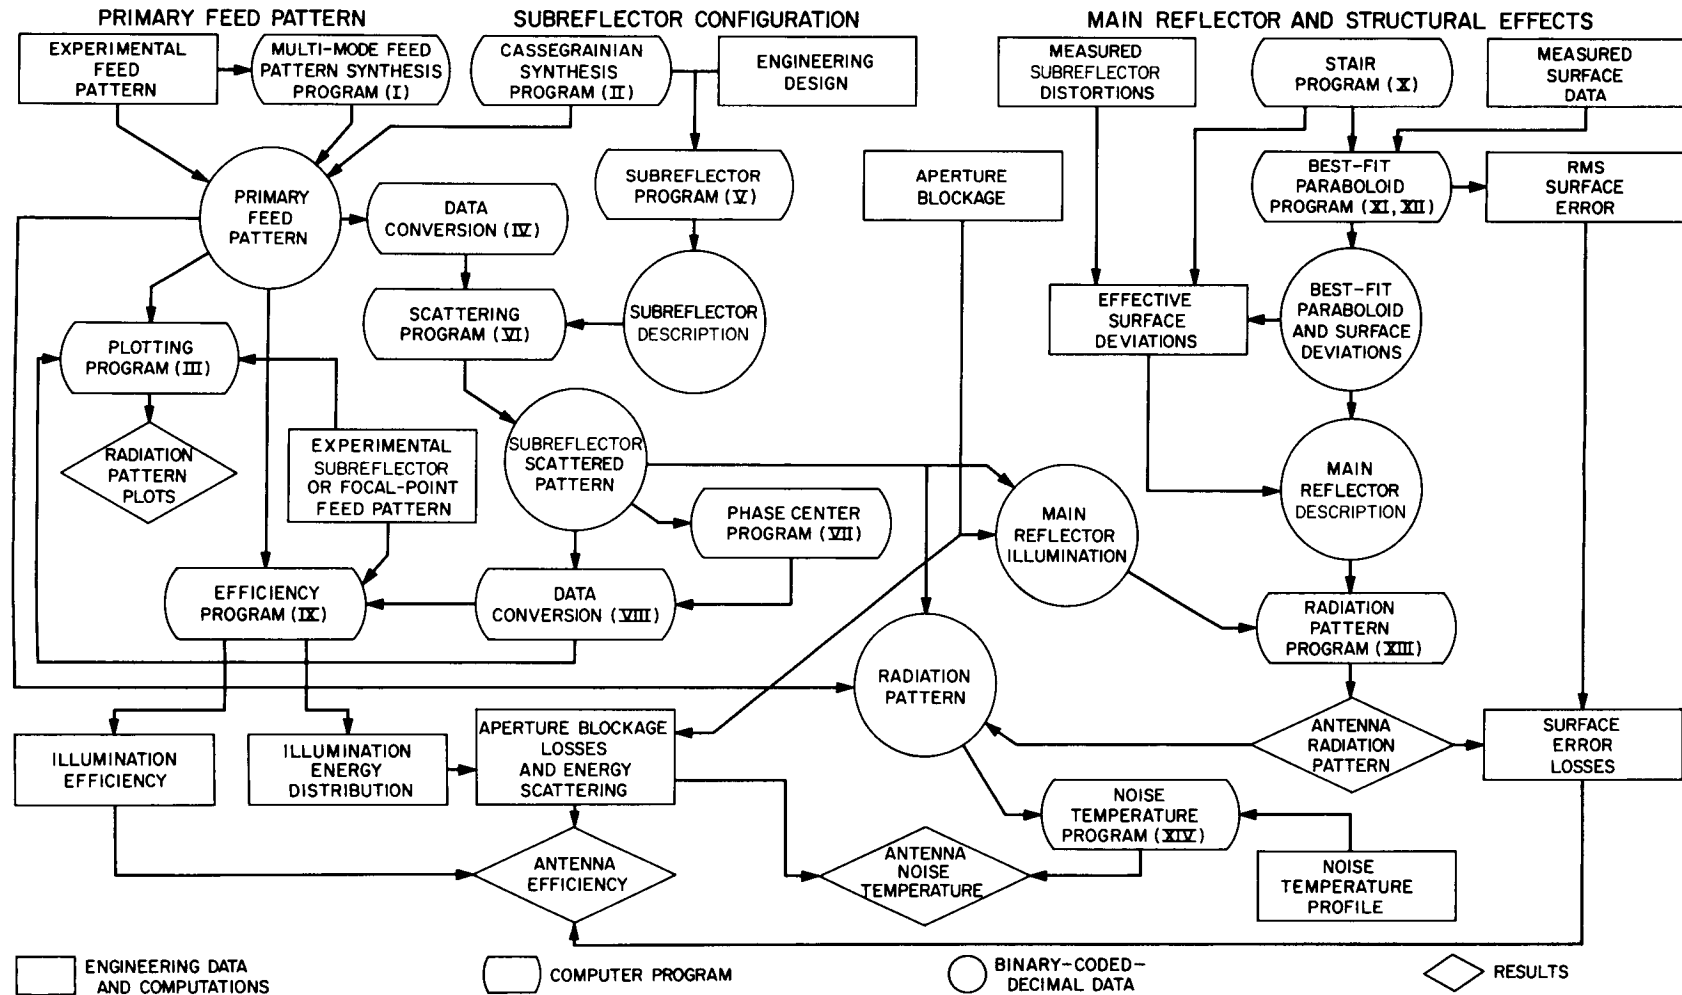 PRIMARY FEED PATTERN
SUBREFLECTOR CONFIGURATION
MAIN REFLECTOR AND STRUCTURAL EFFECTS
EXPERIMENTAL
FEED
PATTERN
MULTI-MODE FEED
PATTERN SYNTHESIS
PROGRAM (I)
CASSEGRAINIAN
SYNTHESIS
PROGRAM (II)
ENGINEERING
DESIGN
MEASURED
SUBREFLECTOR
DISTORTIONS
STAIR
PROGRAM (X)
MEASURED
SURFACE
DATA
PRIMARY
FEED
PATTERN
DATA
CONVERSION (IV)
SUBREFLECTOR
PROGRAM (V)
APERTURE
BLOCKAGE
BEST-FIT
PARABOLOID
PROGRAM (XI, XII)
RMS
SURFACE
ERROR
PLOTTING
PROGRAM (III)
SCATTERING
PROGRAM (VI)
SUBREFLECTOR
DESCRIPTION
EFFECTIVE
SURFACE
DEVIATIONS
BEST-FIT
PARABOLOID
AND SURFACE
DEVIATIONS
RADIATION
PATTERN
PLOTS
EXPERIMENTAL
SUBREFLECTOR
OR FOCAL-POINT
FEED PATTERN
SUBREFLECTOR
SCATTERED
PATTERN
PHASE CENTER
PROGRAM (VII)
MAIN
REFLECTOR
ILLUMINATION
MAIN
REFLECTOR
DESCRIPTION
EFFICIENCY
PROGRAM (IX)
DATA
CONVERSION (VIII)
RADIATION
PATTERN
PROGRAM (XIII)
RADIATION
PATTERN
ILLUMINATION
EFFICIENCY
ILLUMINATION
ENERGY
DISTRIBUTION
APERTURE BLOCKAGE
LOSSES
AND ENERGY
SCATTERING
ANTENNA
RADIATION
PATTERN
SURFACE
ERROR
LOSSES
NOISE
TEMPERATURE
PROGRAM (XIV)
ANTENNA
EFFICIENCY
ANTENNA
NOISE
TEMPERATURE
NOISE
TEMPERATURE
PROFILE
ENGINEERING DATA
AND COMPUTATIONS
COMPUTER PROGRAM
BINARY-CODED-
DECIMAL DATA
RESULTS